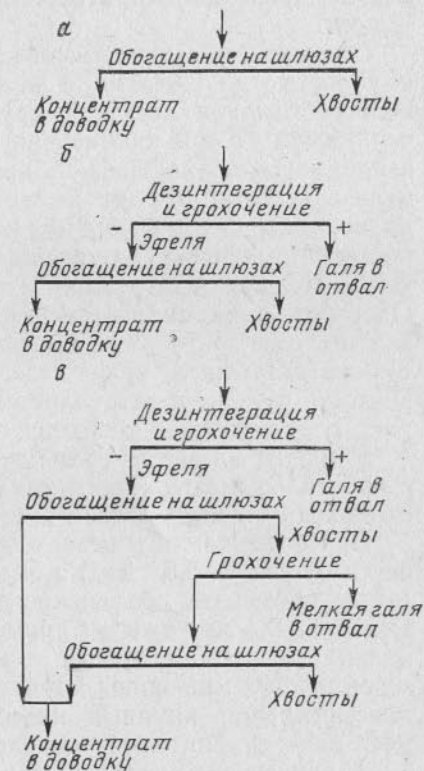 а
Обогащение на шлюзах
Концентрат
в доводку
Хвосты
б
Дезинтеграция
и грохочение
- +
Эфеля
Галя в
отвал
Обогащение на шлюзах
Концентрат
в доводку
Хвосты
в
Дезинтеграция
и грохочение
- +
Эфеля
Галя в
отвал
Обогащение на шлюзах
Хвосты
Грохочение
Мелкая галя
в отвал
Обогащение на шлюзах
Хвосты
Концентрат
в доводку